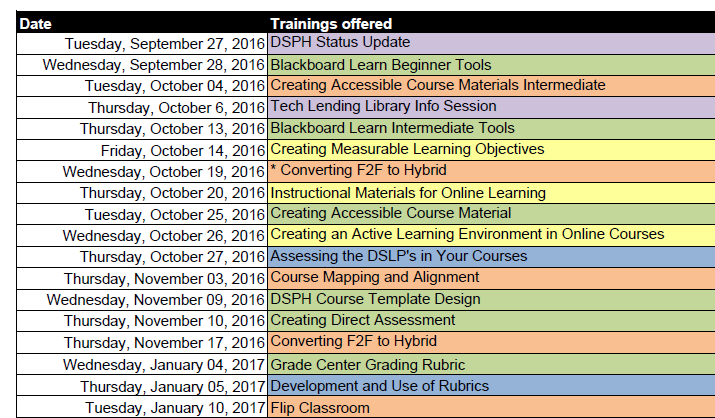 Date Trainings offered
Tuesday, September 27, 2016 DSPH Status Update
Wednesday, September 28, 2016 Blackboard Learn Beginner Tools
Tuesday, October 04, 2016 Creating Accessible Course Materials Intermediate
Thursday, October 6, 2016 Tech Lending Library Info Session
Thursday, October 13, 2016 Blackboard Learn Intermediate Tools
Friday, October 14, 2016 Creating Measurable Learning Objectives
Wednesday, October 19, 2016 * Converting F2F to Hybrid
Thursday, October 20, 2016 Instructional Materials for Online Learning
Tuesday, October 25, 2016 Creating Accessible Course Material
Wednesday, October 26, 2016 Creating an Active Learning Environment in Online Courses
Thursday, October 27, 2016 Assessing the DSLP's in Your Courses
Thursday, November 03, 2016 Course Mapping and Alignment
Wednesday, November 09, 2016 DSPH Course Template Design
Thursday, November 10, 2016 Creating Direct Assessment
Thursday, November 17, 2016 Converting F2F to Hybrid
Wednesday, January 04, 2017 Grade Center Grading Rubric
Thursday, January 05, 2017 Development and Use of Rubrics
Tuesday, January 10, 2017 Flip Classroom